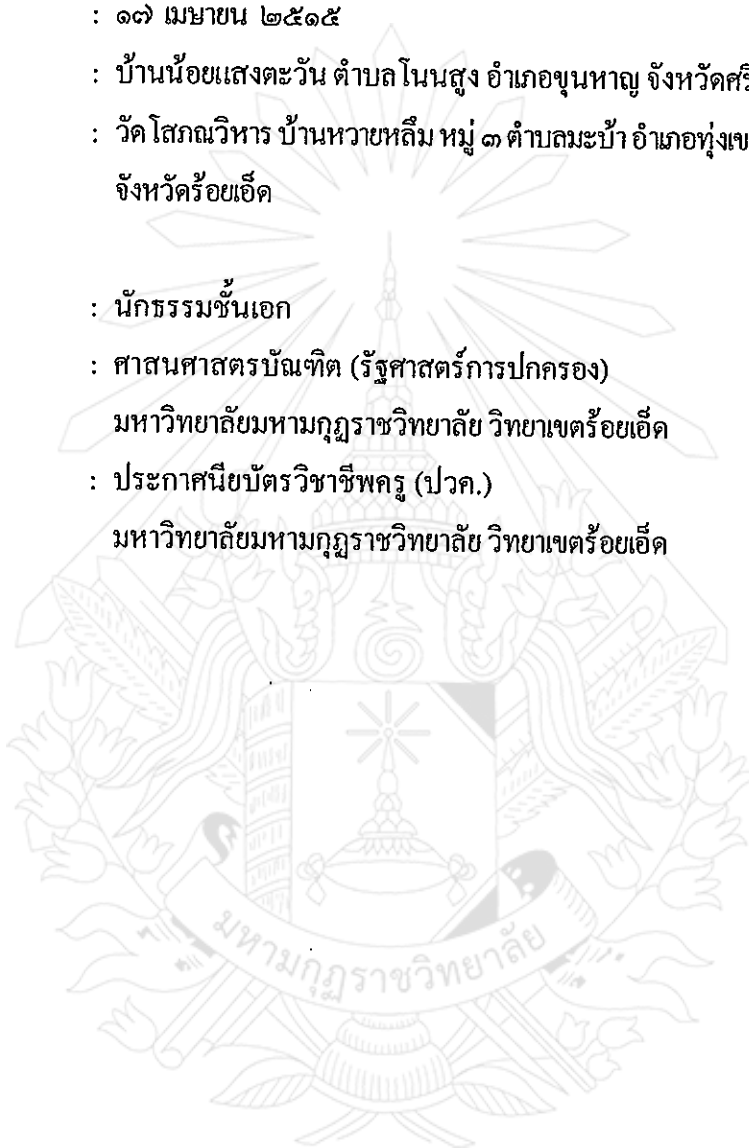 : ๑๗ เมษายน ๒๕๑๕
: บ้านน้อยแสงตะวัน ตำบลโนนสูง อำเภอขุนหาญ จังหวัดศรี
: วัดโสภณวิหาร บ้านหวายหลึม หมู่ ๓ ตำบลมะบ้า อำเภอทุ่งเข
จังหวัดร้อยเอ็ด
: นักธรรมชั้นเอก
: ศาสนศาสตรบัณฑิต (รัฐศาสตร์การปกครอง)
มหาวิทยาลัยมหามกุฏราชวิทยาลัย วิทยาเขตร้อยเอ็ด
: ประกาศนียบัตรวิชาชีพครู (ปวค.)
มหาวิทยาลัยมหามกุฏราชวิทยาลัย วิทยาเขตร้อยเอ็ด
มหามกุฏราชวิทยาลัย